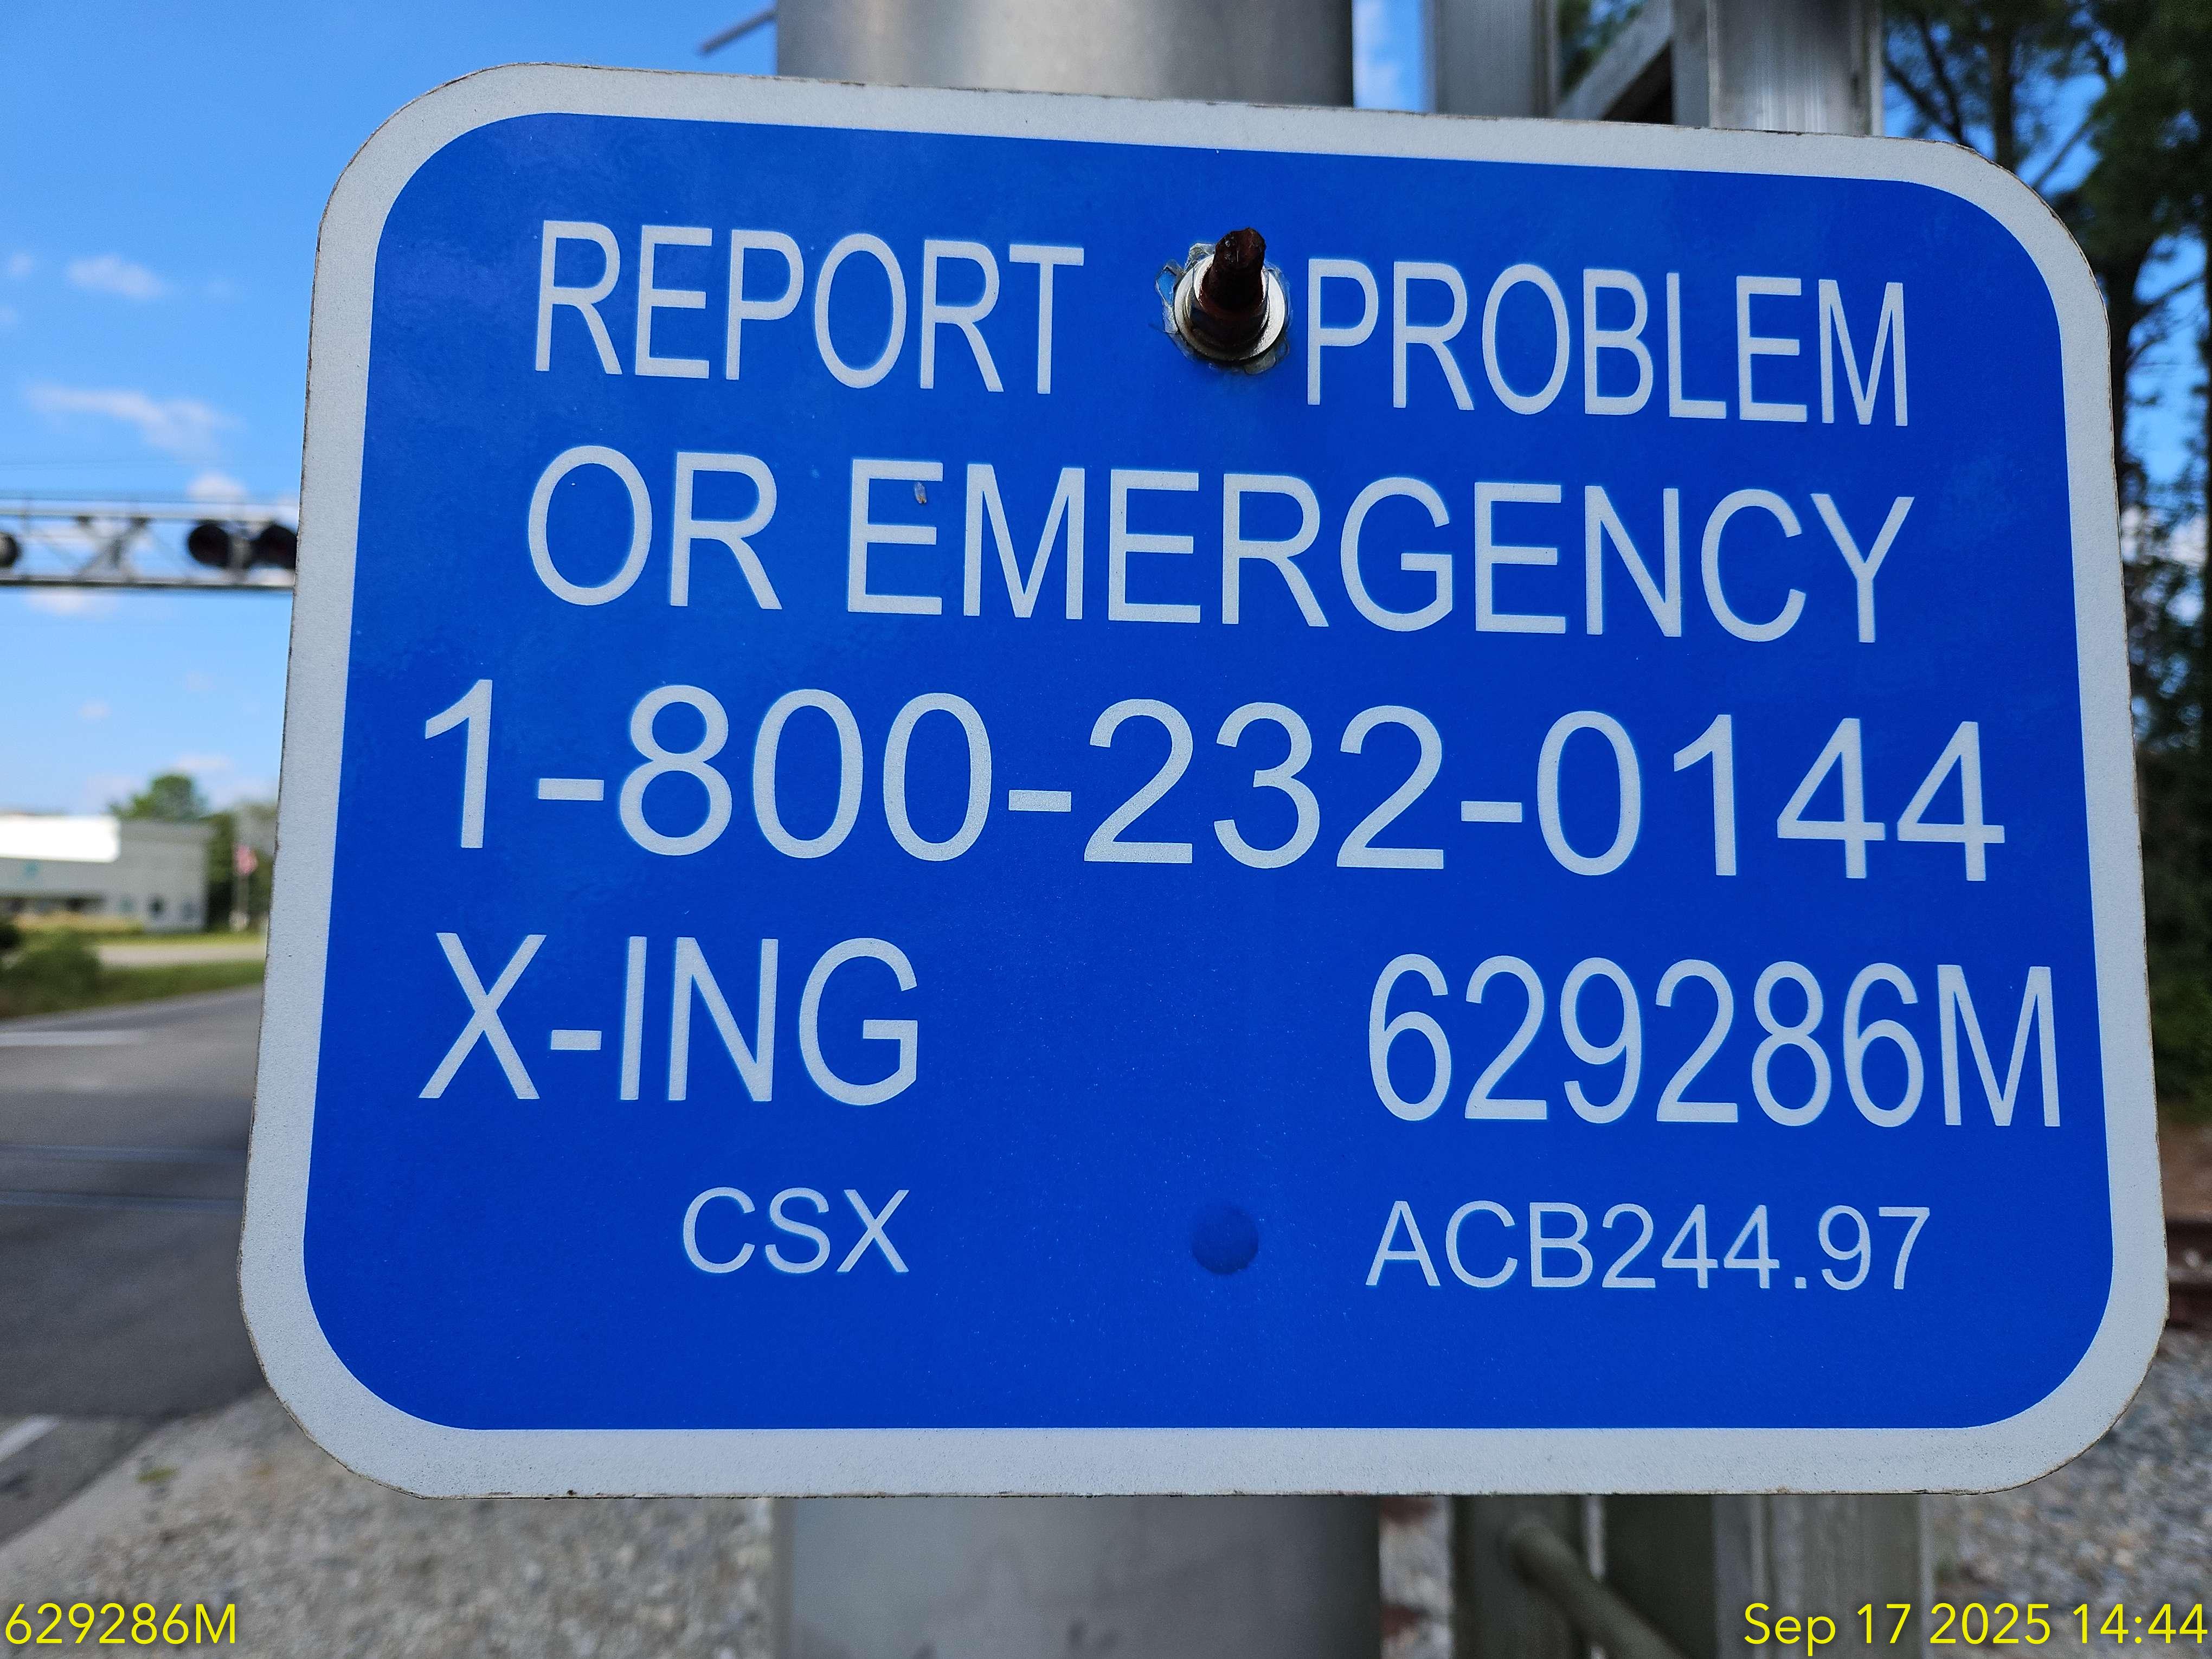 REPORT PROBLEM
OR EMERGENCY
1-800-232-0144
X-ING 629286M
CSX ACB244.97
629286M
Sep 17 2025 14:44